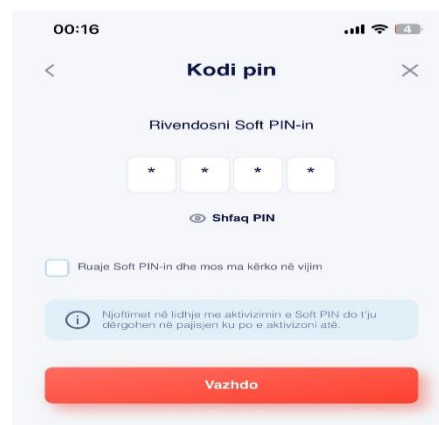 00:16
4
Kodi pin
Rivendosni Soft PIN-in
* * * *
Shfaq PIN
Ruaje Soft PIN-in dhe mos ma kërko në vijim
Njoftimet në lidhje me aktivizimin e Soft PIN do t'ju
dërgohen në pajisjen ku po e aktivizoni atë.
Vazhdo